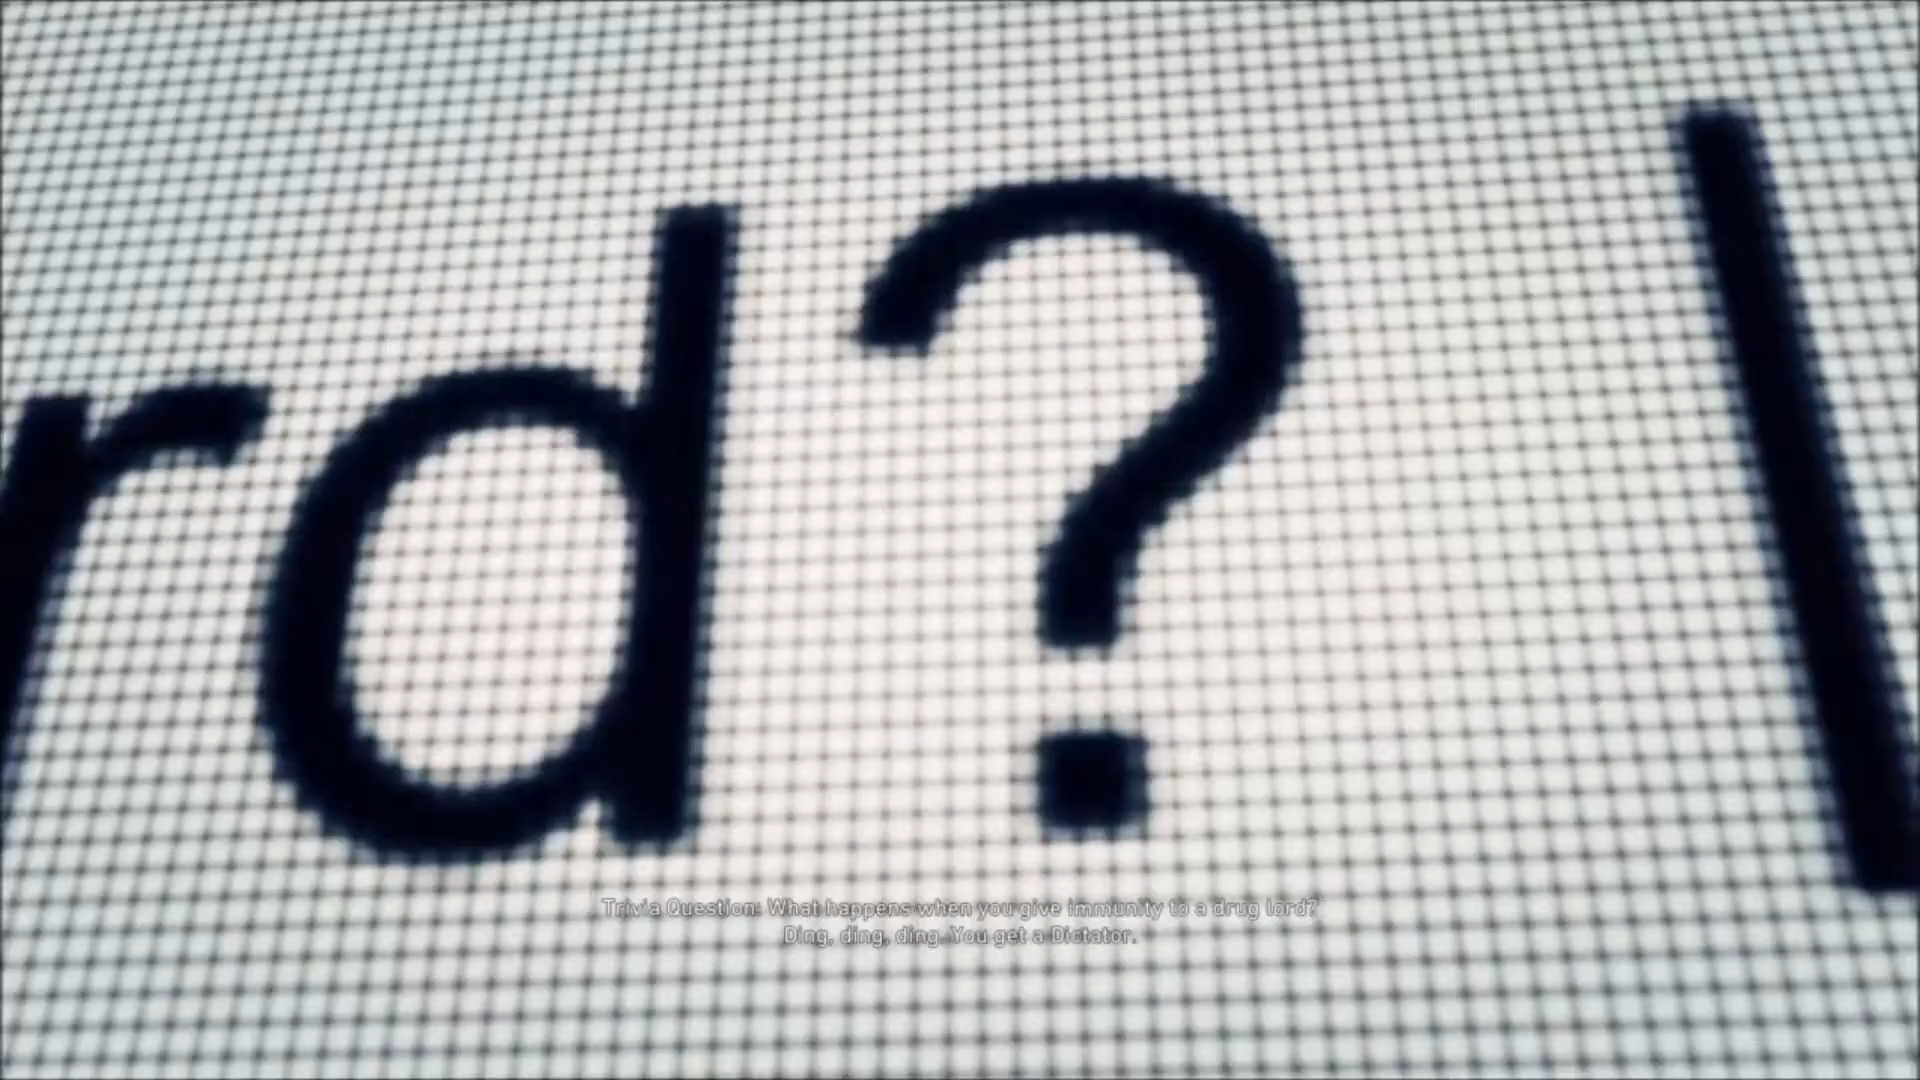 rd? \
Trivia Question: What happens when you give immunity to a drug lord?
Ding, ding, ding. You get a Dictator.